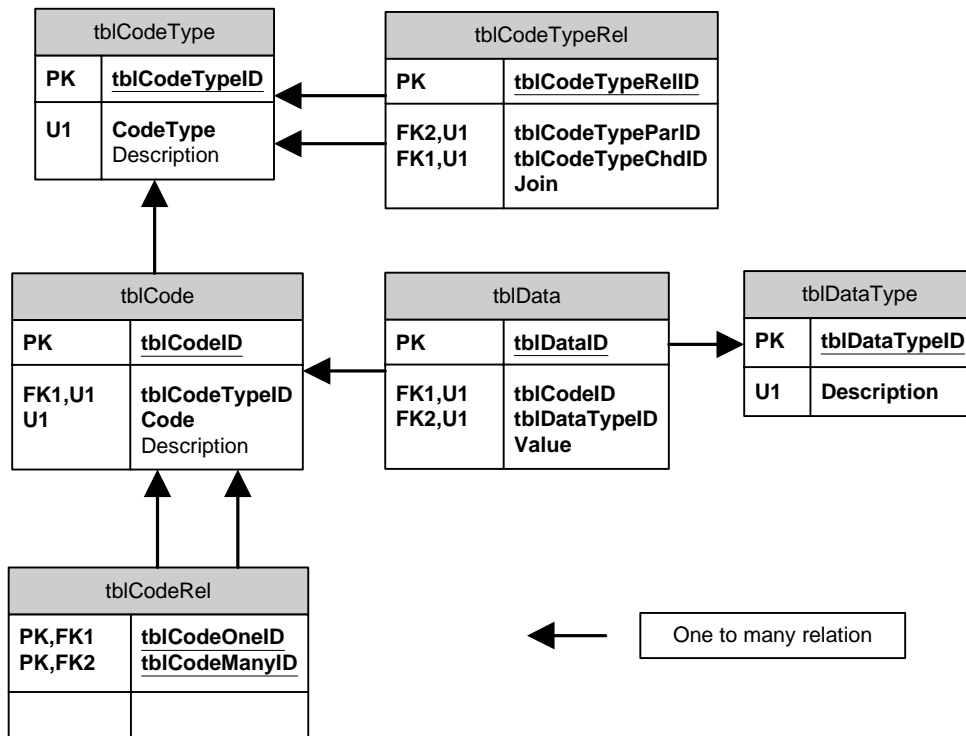 tblCodeType
PK tblCodeTypeID
U1 CodeType
Description
tblCodeTypeRel
PK tblCodeTypeRelID
FK2,U1 tblCodeTypeParID
FK1,U1 tblCodeTypeChdID
Join
tblCode
PK tblCodeID
FK1,U1 tblCodeTypeID
U1 Code
Description
tblData
PK tblDataID
FK1,U1 tblCodeID
FK2,U1 tblDataTypeID
Value
tblDataType
PK tblDataTypeID
U1 Description
tblCodeRel
PK,FK1 tblCodeOneID
PK,FK2 tblCodeManyID
One to many relation